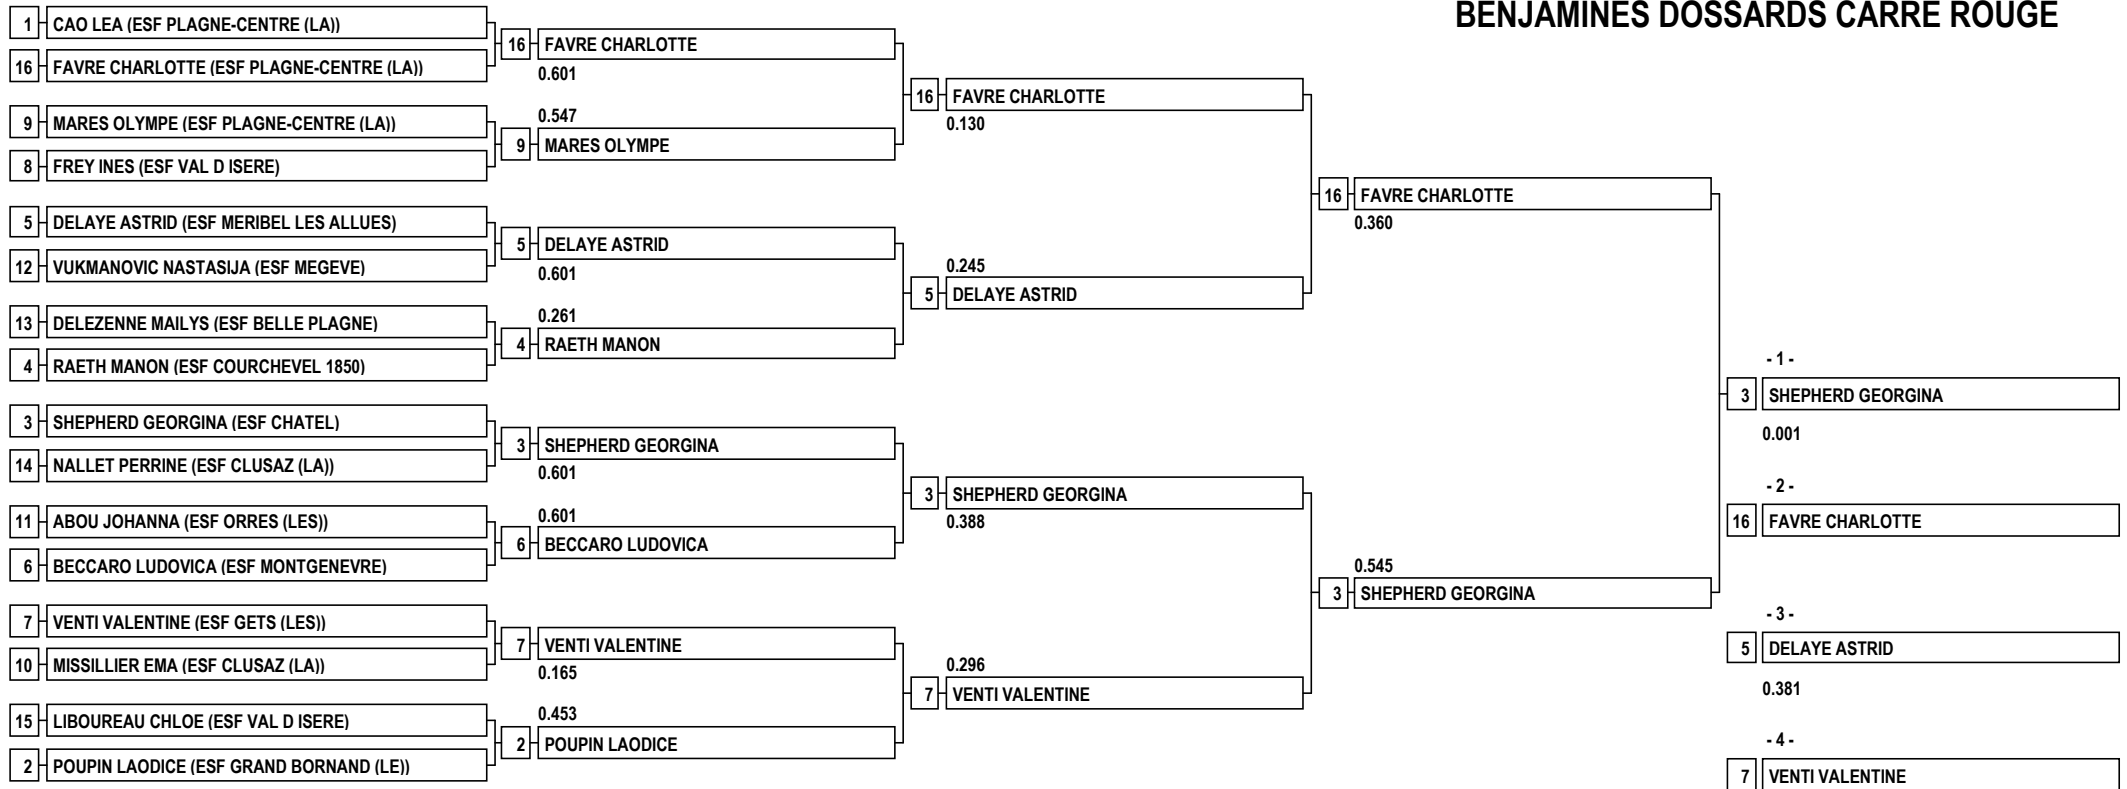 BENJAMINES DOSSARDS CARRE ROUGE
1 CAO LEA (ESF PLAGNE-CENTRE (LA))
16 FAVRE CHARLOTTE (ESF PLAGNE-CENTRE (LA))
9 MARES OLYMPE (ESF PLAGNE-CENTRE (LA))
8 FREY INES (ESF VAL D ISERE)
5 DELAYE ASTRID (ESF MERIBEL LES ALLUES)
12 VUKMANOVIC NASTASIJA (ESF MEGEVE)
13 DELEZENNE MAILYS (ESF BELLE PLAGNE)
4 RAETH MANON (ESF COURCHEVEL 1850)
3 SHEPHERD GEORGINA (ESF CHATEL)
14 NALLET PERRINE (ESF CLUSAZ (LA))
11 ABOU JOHANNA (ESF ORRES (LES))
6 BECCARO LUDOVICA (ESF MONTGENEVRE)
7 VENTI VALENTINE (ESF GETS (LES))
10 MISSILLIER EMA (ESF CLUSAZ (LA))
15 LIBOUREAU CHLOE (ESF VAL D ISERE)
2 POUPIN LAODICE (ESF GRAND BORNAND (LE))
16 FAVRE CHARLOTTE
0.601
0.547
9 MARES OLYMPE
5 DELAYE ASTRID
0.601
0.261
4 RAETH MANON
3 SHEPHERD GEORGINA
0.601
0.601
6 BECCARO LUDOVICA
7 VENTI VALENTINE
0.165
0.453
2 POUPIN LAODICE
16 FAVRE CHARLOTTE
0.130
0.245
5 DELAYE ASTRID
3 SHEPHERD GEORGINA
0.388
0.296
7 VENTI VALENTINE
16 FAVRE CHARLOTTE
0.360
0.545
3 SHEPHERD GEORGINA
- 1 -
3 SHEPHERD GEORGINA
0.001
- 2 -
16 FAVRE CHARLOTTE
- 3 -
5 DELAYE ASTRID
0.381
- 4 -
7 VENTI VALENTINE